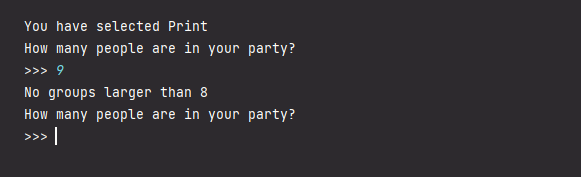 You have selected Print
How many people are in your party?
>>> 9
No groups larger than 8
How many people are in your party?
>>>